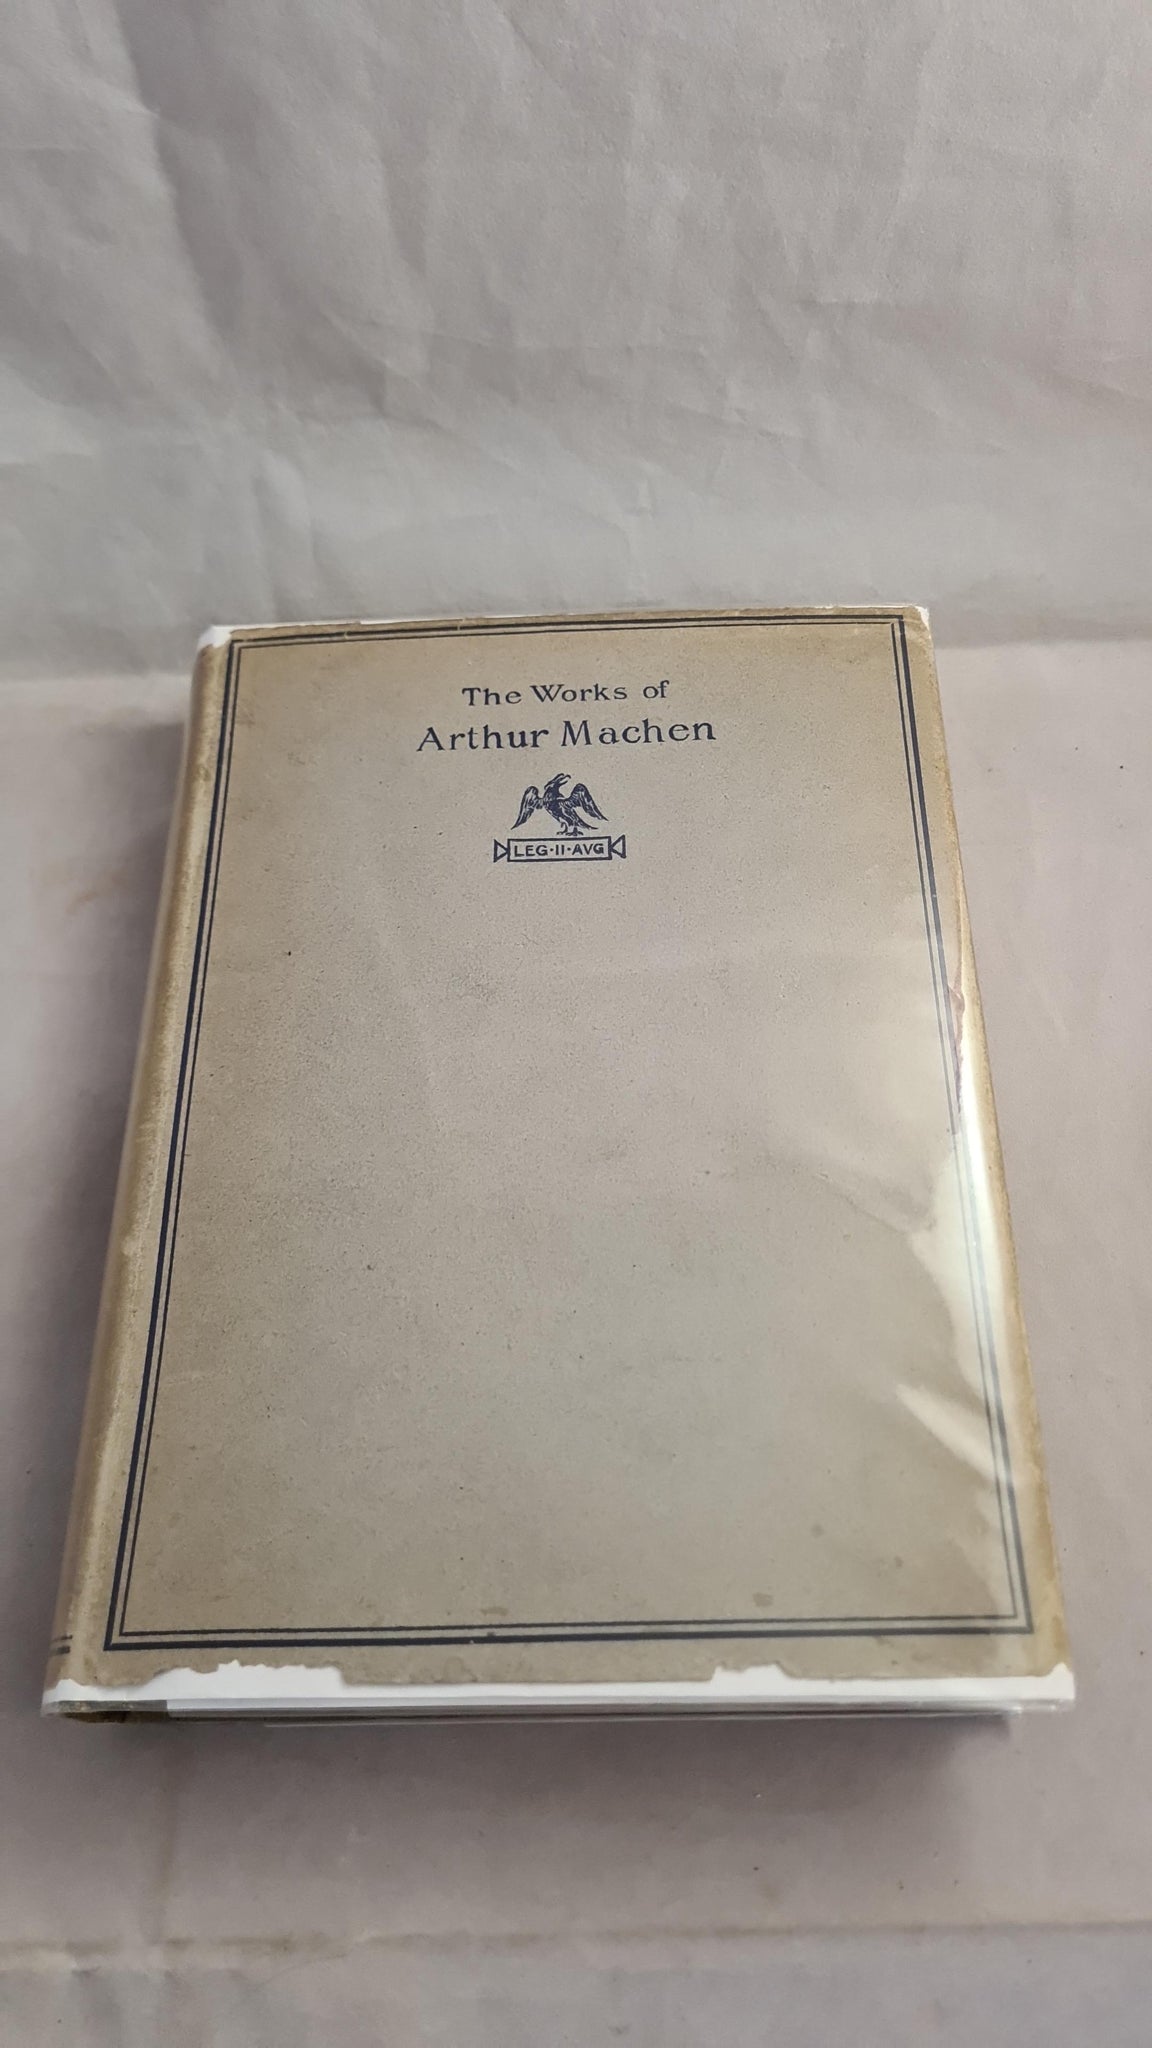 The Works of
Arthur Machen
LEG·II·AVG